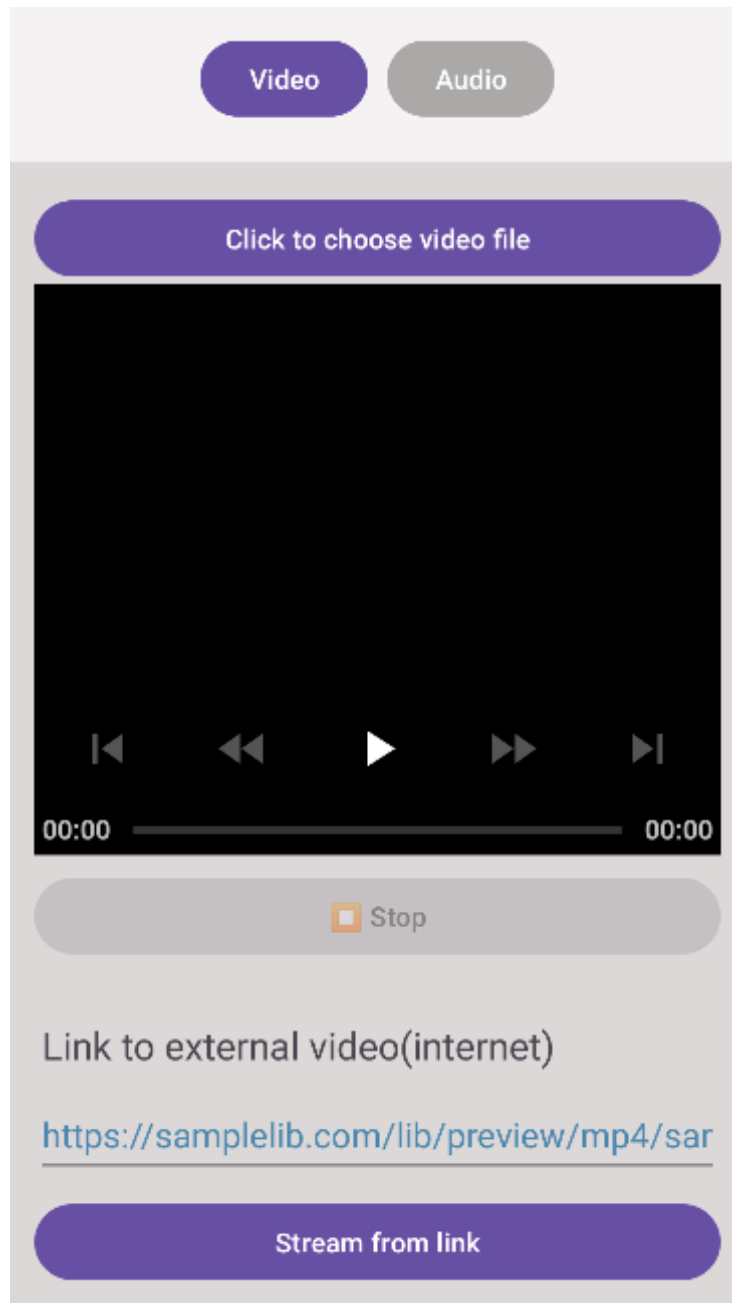 Video Audio
Click to choose video file
00:00 00:00
Stop
Link to external video(internet)
https://samplelib.com/lib/preview/mp4/sar
Stream from link